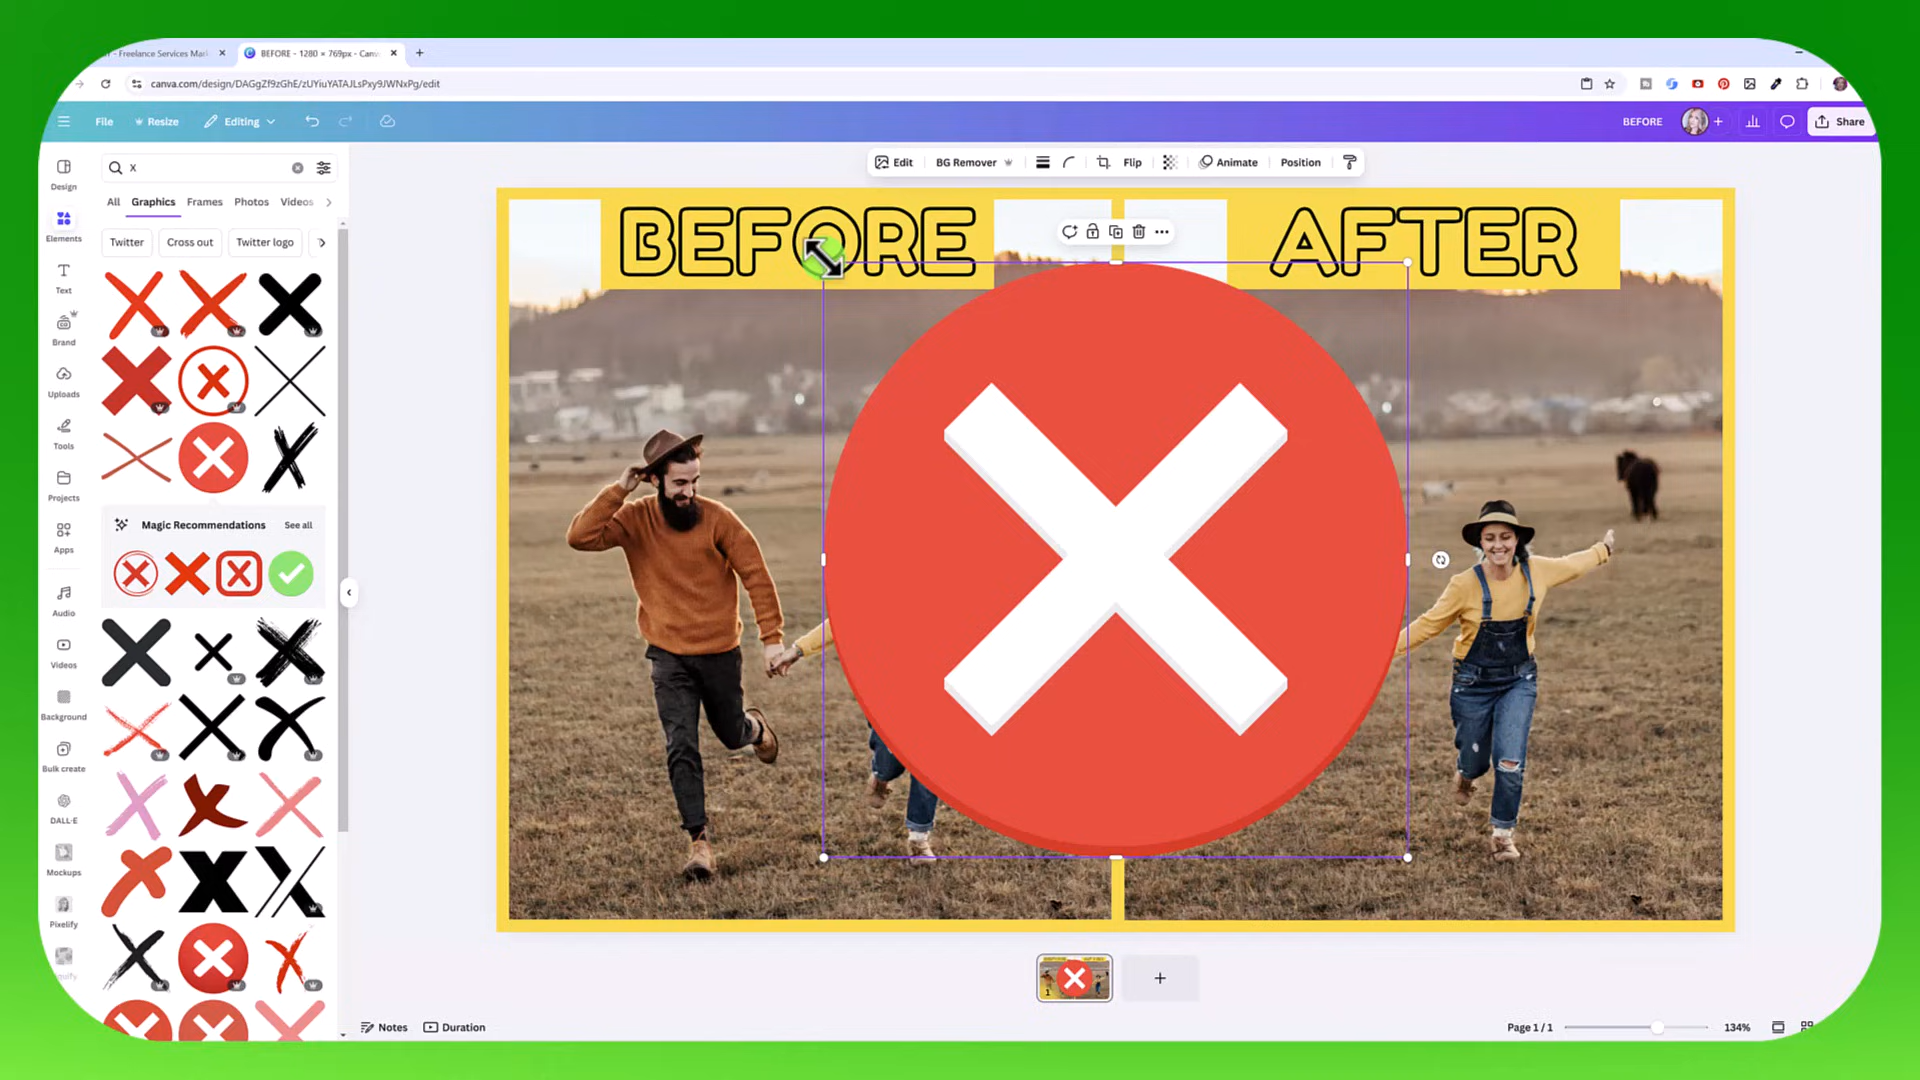 - Freelance Services Mar
BEFORE - 1280 × 769px - Canv
canva.com/design/DAGgZf9zGhE/zUYiuYATAJLsPxy9JWNxPg/edit
File
Resize
Editing
BEFORE
Share
Design
Elements
Text
Brand
Uploads
Tools
Projects
Apps
Audio
Videos
Background
Bulk create
DALL·E
Mockups
Pixelify
X
All
Graphics
Frames
Photos
Videos
Twitter
Cross out
Twitter logo
Magic Recommendations
See all
Edit
BG Remover
Flip
Animate
Position
BEFORE
AFTER
1
Notes
Duration
Page 1 / 1
134%